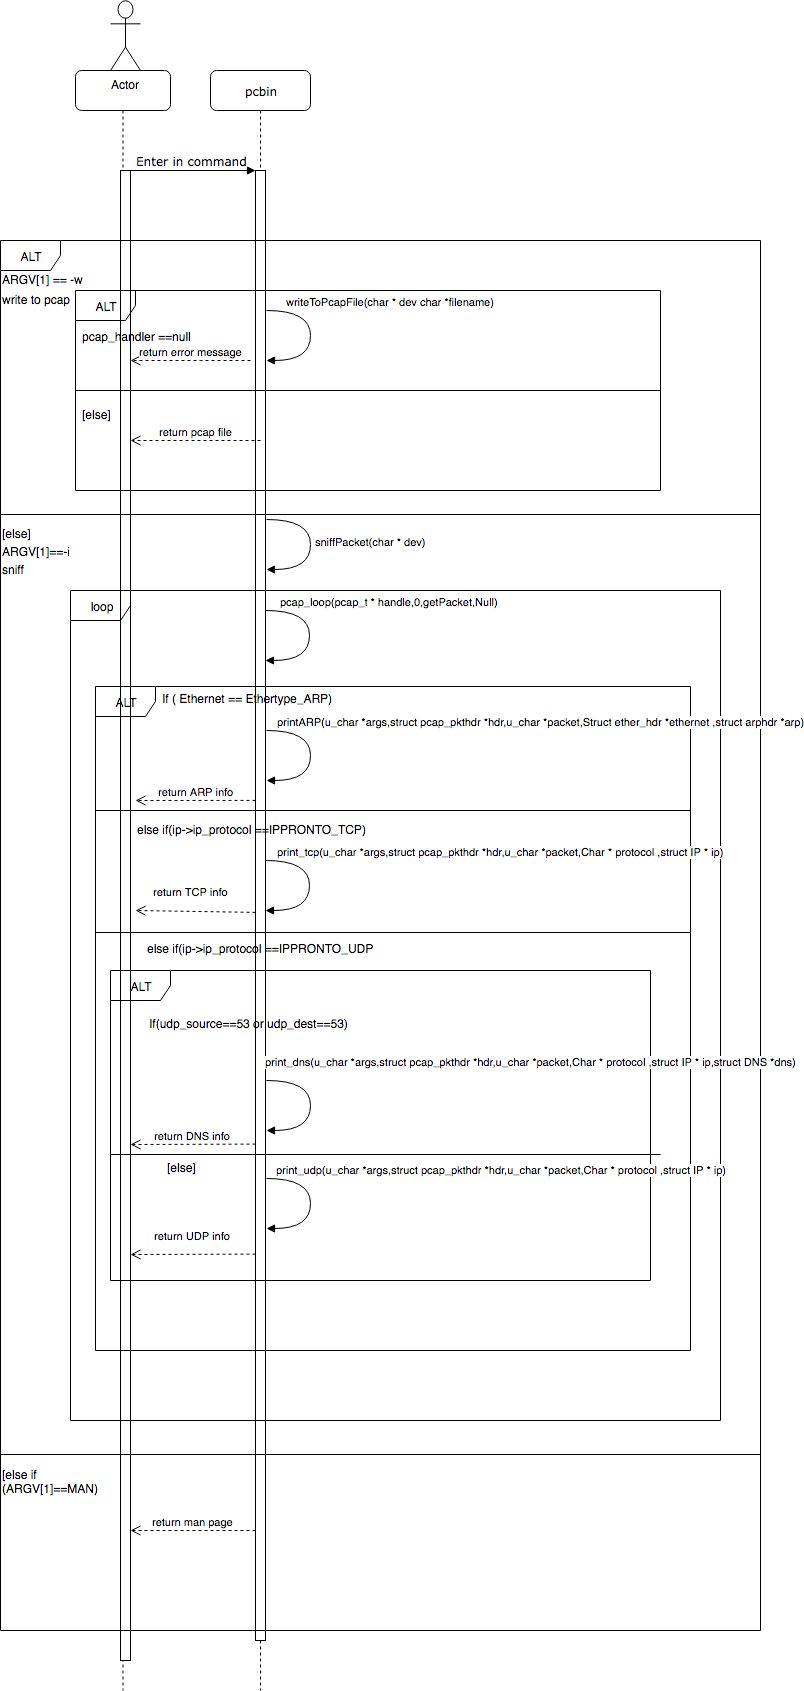 Actor
pcbin
Enter in command
ALT
ARGV[1] == -w
write to pcap
ALT
writeToPcapFile(char * dev char *filename)
pcap_handler ==null
return error message
[else]
return pcap file
[else]
ARGV[1]==-i
sniff
sniffPacket(char * dev)
loop
pcap_loop(pcap_t * handle,0,getPacket,Null)
ALT
If ( Ethernet == Ethertype_ARP)
printARP(u_char *args,struct pcap_pkthdr *hdr,u_char *packet,Struct ether_hdr *ethernet ,struct arphdr *arp)
return ARP info
else if(ip->ip_protocol ==IPPRONTO_TCP)
print_tcp(u_char *args,struct pcap_pkthdr *hdr,u_char *packet,Char * protocol ,struct IP * ip)
return TCP info
else if(ip->ip_protocol ==IPPRONTO_UDP
ALT
If(udp_source==53 or udp_dest==53)
print_dns(u_char *args,struct pcap_pkthdr *hdr,u_char *packet,Char * protocol ,struct IP * ip,struct DNS *dns)
return DNS info
[else]
print_udp(u_char *args,struct pcap_pkthdr *hdr,u_char *packet,Char * protocol ,struct IP * ip)
return UDP info
[else if
(ARGV[1]==MAN)
return man page